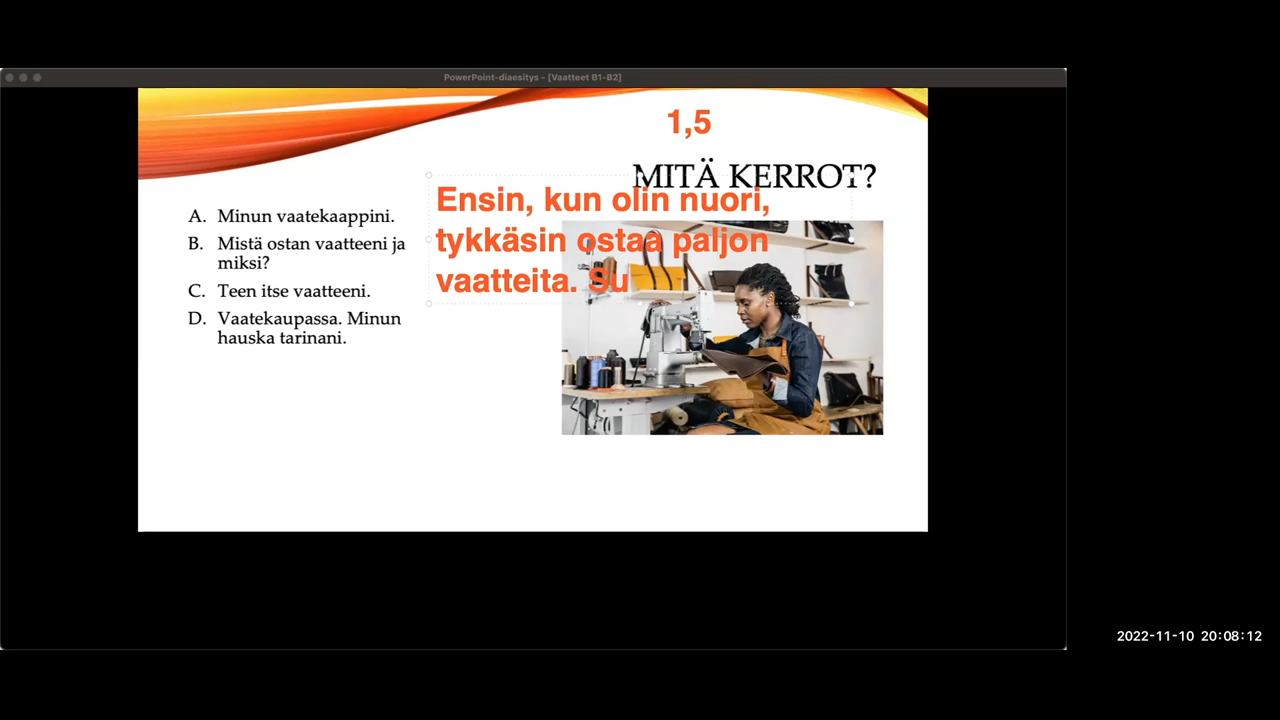 PowerPoint-diaesitys - [Vaatteet B1-B2]
1,5
MITÄ KERROT?
Ensin, kun olin nuori,
tykkäsin ostaa paljon
vaatteita. Su
A. Minun vaatekaappini.
B. Mistä ostan vaatteeni ja
miksi?
C. Teen itse vaatteeni.
D. Vaatekaupassa. Minun
hauska tarinani.
2022-11-10 20:08:12